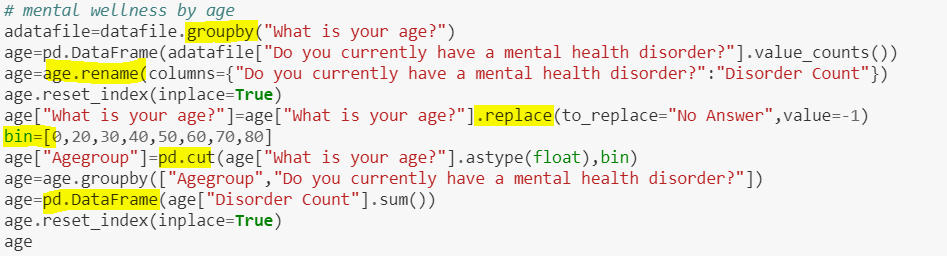 # mental wellness by age
adatafile=datafile.groupby("What is your age?")
age=pd.DataFrame(adatafile["Do you currently have a mental health disorder?"].value_counts())
age=age.rename(columns={"Do you currently have a mental health disorder?":"Disorder Count"})
age.reset_index(inplace=True)
age["What is your age?"]=age["What is your age?"].replace(to_replace="No Answer",value=-1)
bin=[0,20,30,40,50,60,70,80]
age["Agegroup"]=pd.cut(age["What is your age?"].astype(float),bin)
age=age.groupby(["Agegroup","Do you currently have a mental health disorder?"])
age=pd.DataFrame(age["Disorder Count"].sum())
age.reset_index(inplace=True)
age